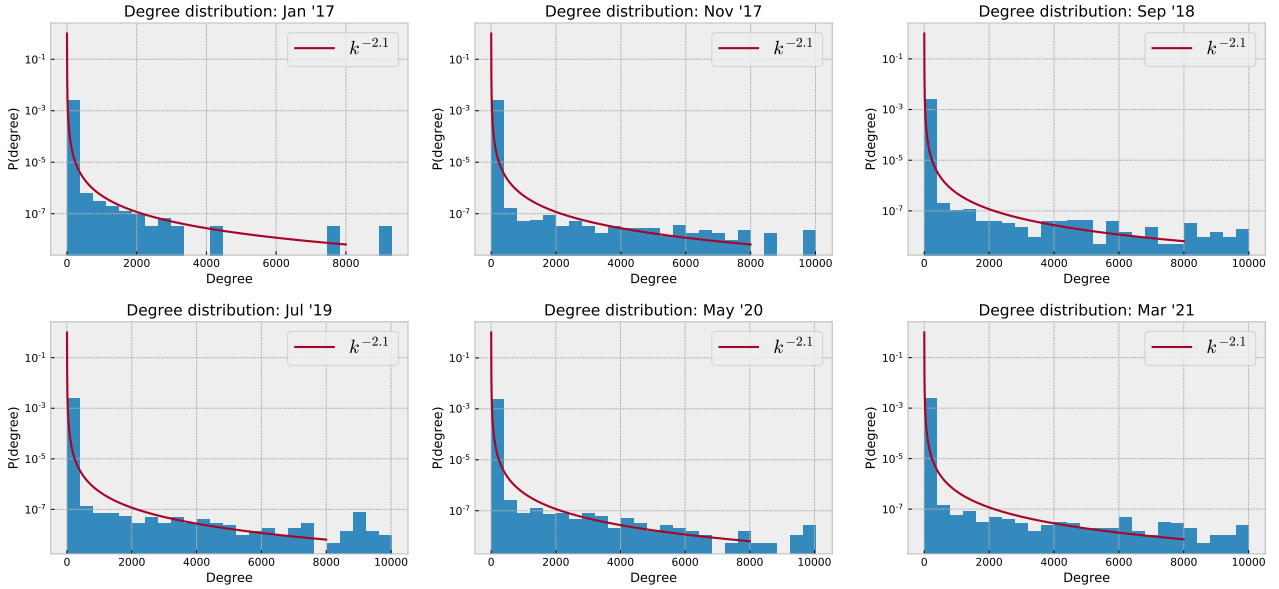 Degree distribution: Jan '17
Degree distribution: Nov '17
Degree distribution: Sep '18
k^{-2.1}
k^{-2.1}
k^{-2.1}
P(degree)
10^{-1}
10^{-3}
10^{-5}
10^{-7}
P(degree)
10^{-1}
10^{-3}
10^{-5}
10^{-7}
P(degree)
10^{-1}
10^{-3}
10^{-5}
10^{-7}
0 2000 4000 6000 8000
0 2000 4000 6000 8000 10000
0 2000 4000 6000 8000 10000
Degree
Degree
Degree
Degree distribution: Jul '19
Degree distribution: May '20
Degree distribution: Mar '21
k^{-2.1}
k^{-2.1}
k^{-2.1}
P(degree)
10^{-1}
10^{-3}
10^{-5}
10^{-7}
P(degree)
10^{-1}
10^{-3}
10^{-5}
10^{-7}
P(degree)
10^{-1}
10^{-3}
10^{-5}
10^{-7}
0 2000 4000 6000 8000 10000
0 2000 4000 6000 8000 10000
0 2000 4000 6000 8000 10000
Degree
Degree
Degree